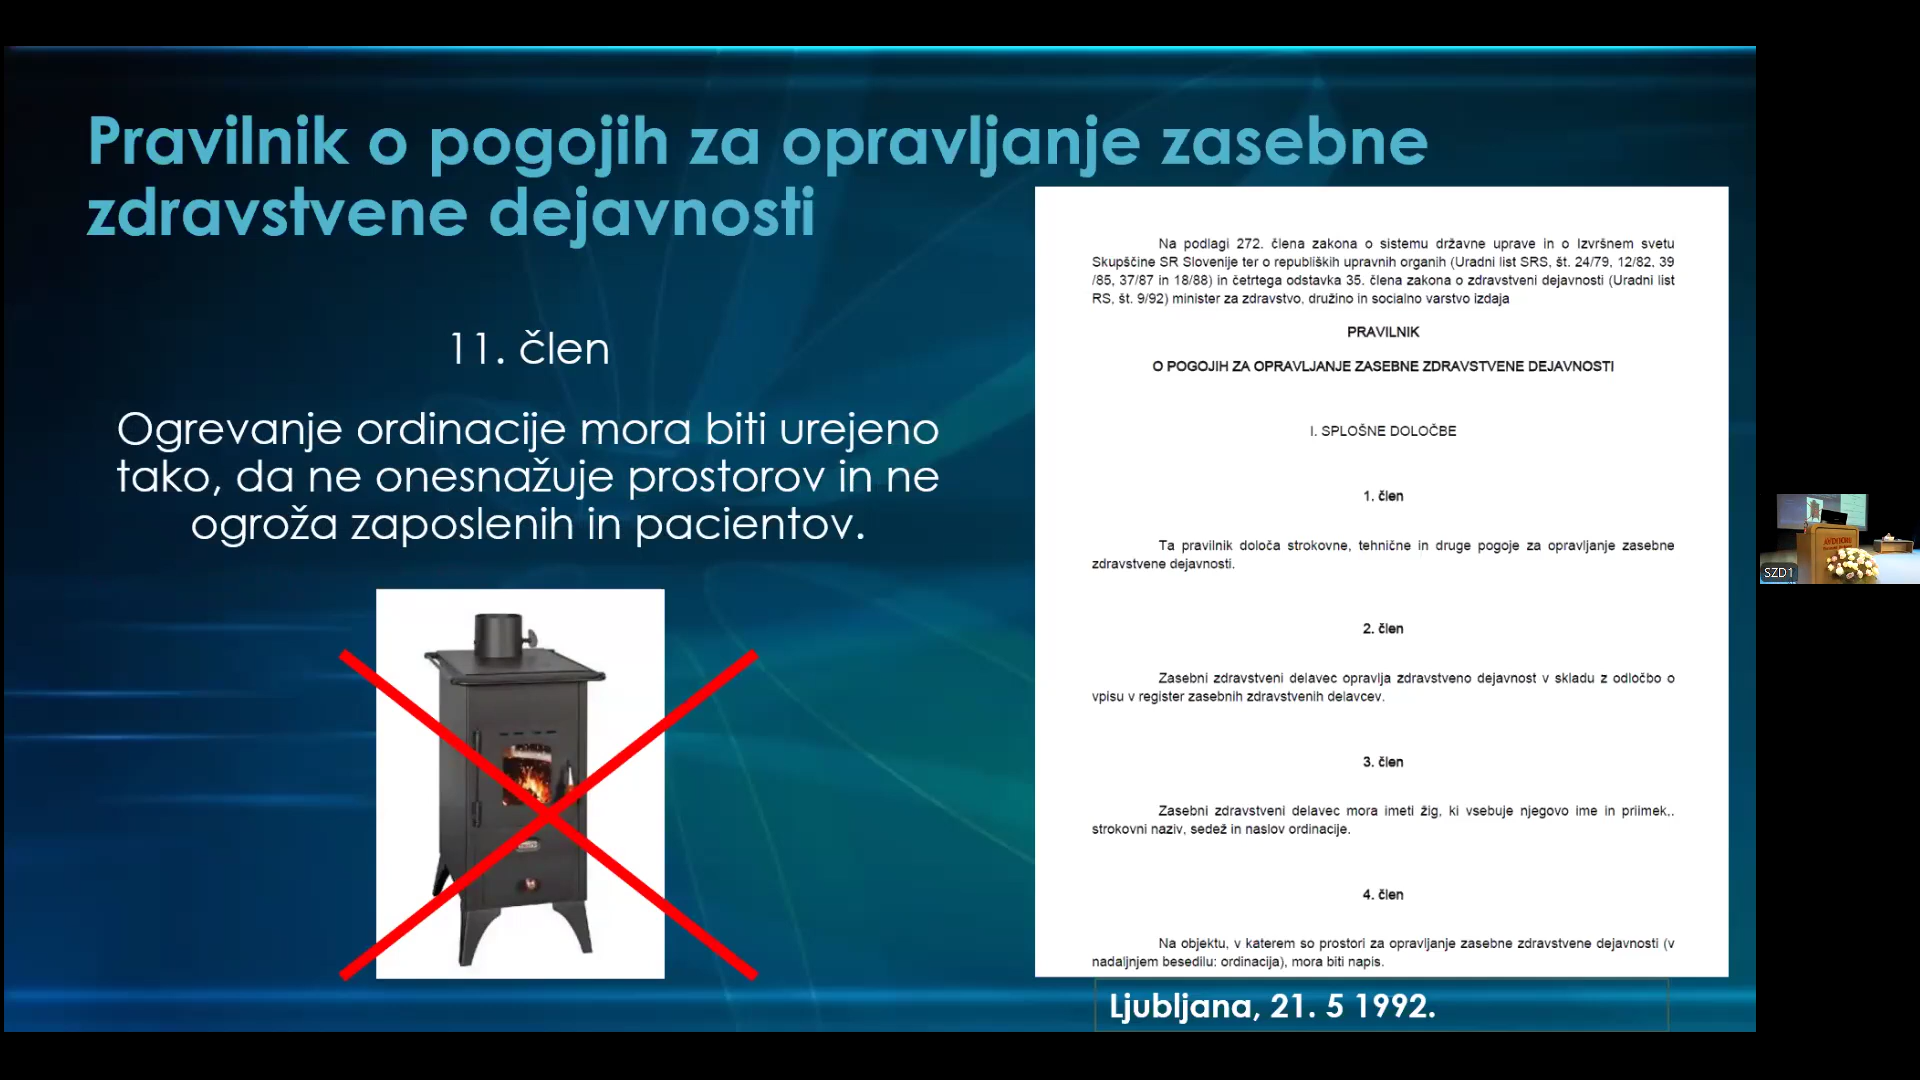 Pravilnik o pogojih za opravljanje zasebne
zdravstvene dejavnosti
11. člen
Ogrevanje ordinacije mora biti urejeno
tako, da ne onesnažuje prostorov in ne
ogroža zaposlenih in pacientov.
Na podlagi 272. člena zakona o sistemu državne uprave in o Izvršnem svetu
Skupščine SR Slovenije ter o republiških upravnih organih (Uradni list SRS, št. 24/79, 12/82, 39
/85, 37/87 in 18/88) in četrtega odstavka 35. člena zakona o zdravstveni dejavnosti (Uradni list
RS, št. 9/92) minister za zdravstvo, družino in socialno varstvo izdaja
PRAVILNIK
O POGOJIH ZA OPRAVLJANJE ZASEBNE ZDRAVSTVENE DEJAVNOSTI
I. SPLOŠNE DOLOČBE
1. člen
Ta pravilnik določa strokovne, tehnične in druge pogoje za opravljanje zasebne
zdravstvene dejavnosti.
2. člen
Zasebni zdravstveni delavec opravlja zdravstveno dejavnost v skladu z odločbo o
vpisu v register zasebnih zdravstvenih delavcev.
3. člen
Zasebni zdravstveni delavec mora imeti žig, ki vsebuje njegovo ime in priimek,.
strokovni naziv, sedež in naslov ordinacije.
4. člen
Na objektu, v katerem so prostori za opravljanje zasebne zdravstvene dejavnosti (v
nadaljnjem besedilu: ordinacija), mora biti napis.
Ljubljana, 21. 5 1992.
SZD1